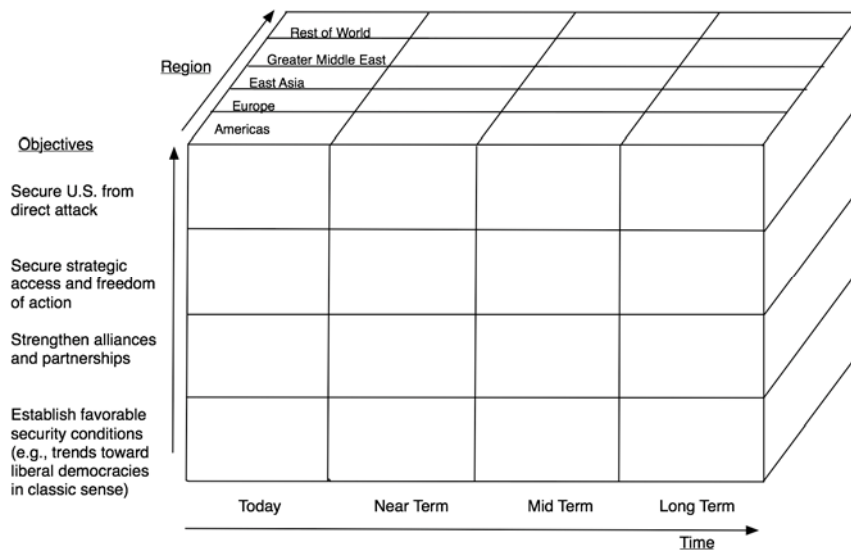 Rest of World
Greater Middle East
Region
East Asia
Europe
Americas
Objectives
Secure U.S. from
direct attack
Secure strategic
access and freedom
of action
Strengthen alliances
and partnerships
Establish favorable
security conditions
(e.g., trends toward
liberal democracies
in classic sense)
Today
Near Term
Mid Term
Long Term
Time